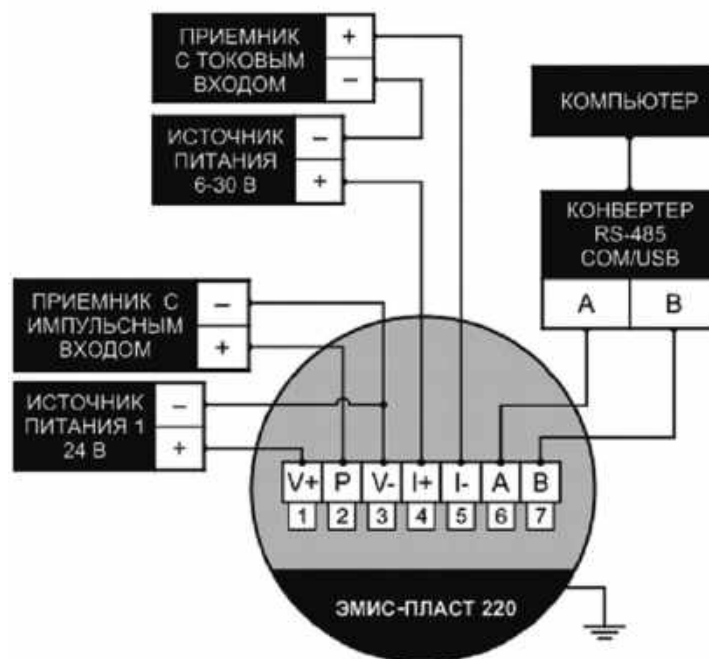 ПРИЕМНИК
С ТОКОВЫМ
ВХОДОМ
+
–
ИСТОЧНИК
ПИТАНИЯ
6-30 В
–
+
КОМПЬЮТЕР
КОНВЕРТЕР
RS-485
COM/USB
A B
ПРИЕМНИК С
ИМПУЛЬСНЫМ
ВХОДОМ
–
+
ИСТОЧНИК
ПИТАНИЯ 1
24 В
–
+
V+ P V- I+ I- A B
1 2 3 4 5 6 7
ЭМИС-ПЛАСТ 220